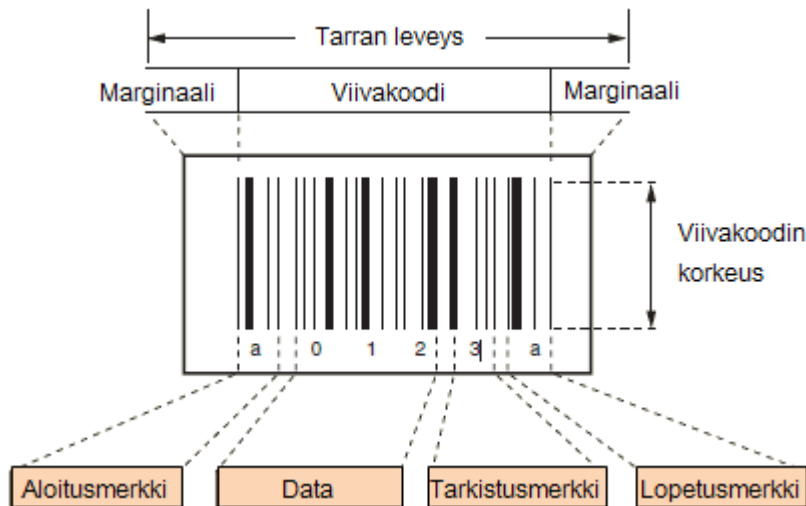 Tarran leveys
Marginaali Viivakoodi Marginaali
Viivakoodin
korkeus
a 0 1 2 3 a
Aloitusmerkki Data Tarkistusmerkki Lopetusmerkki